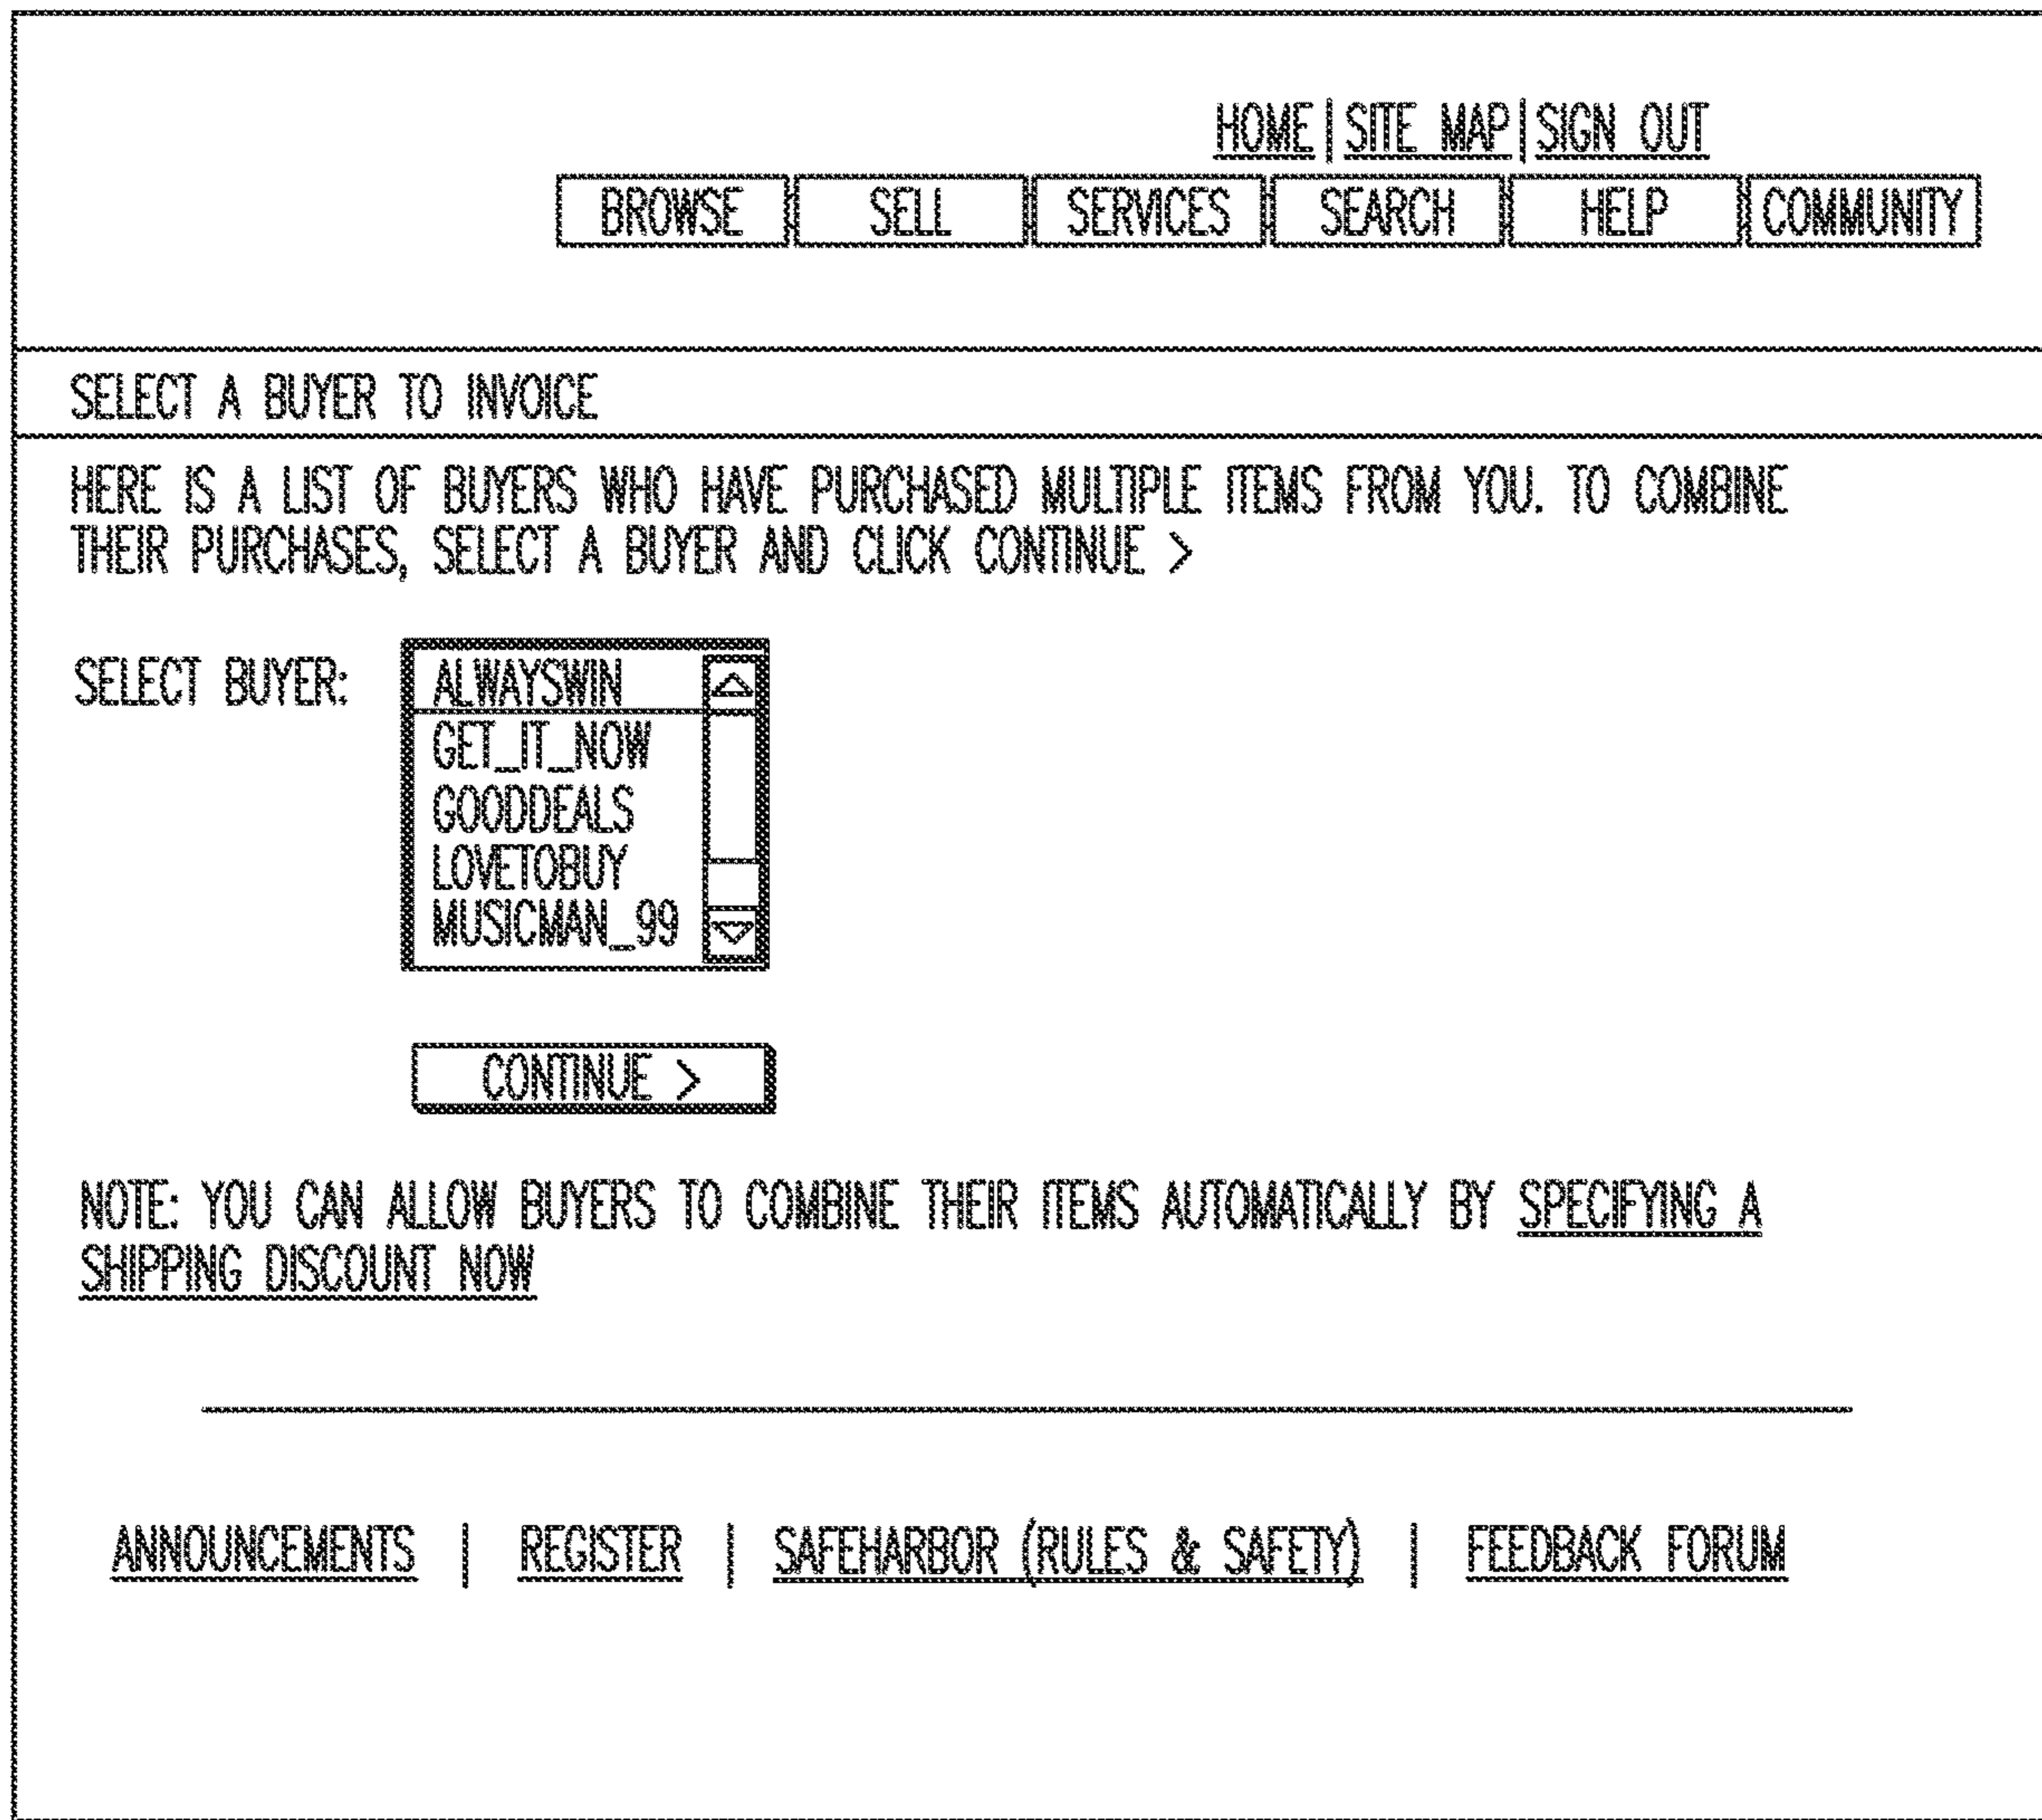 HOME | SITE MAP | SIGN OUT
BROWSE SELL SERVICES SEARCH HELP COMMUNITY
SELECT A BUYER TO INVOICE
HERE IS A LIST OF BUYERS WHO HAVE PURCHASED MULTIPLE ITEMS FROM YOU. TO COMBINE
THEIR PURCHASES, SELECT A BUYER AND CLICK CONTINUE >
SELECT BUYER: ALWAYSWIN
GET_IT_NOW
GOODDEALS
LOVETOBUY
MUSICMAN_99
CONTINUE >
NOTE: YOU CAN ALLOW BUYERS TO COMBINE THEIR ITEMS AUTOMATICALLY BY SPECIFYING A
SHIPPING DISCOUNT NOW
ANNOUNCEMENTS | REGISTER | SAFEHARBOR (RULES & SAFETY) | FEEDBACK FORUM